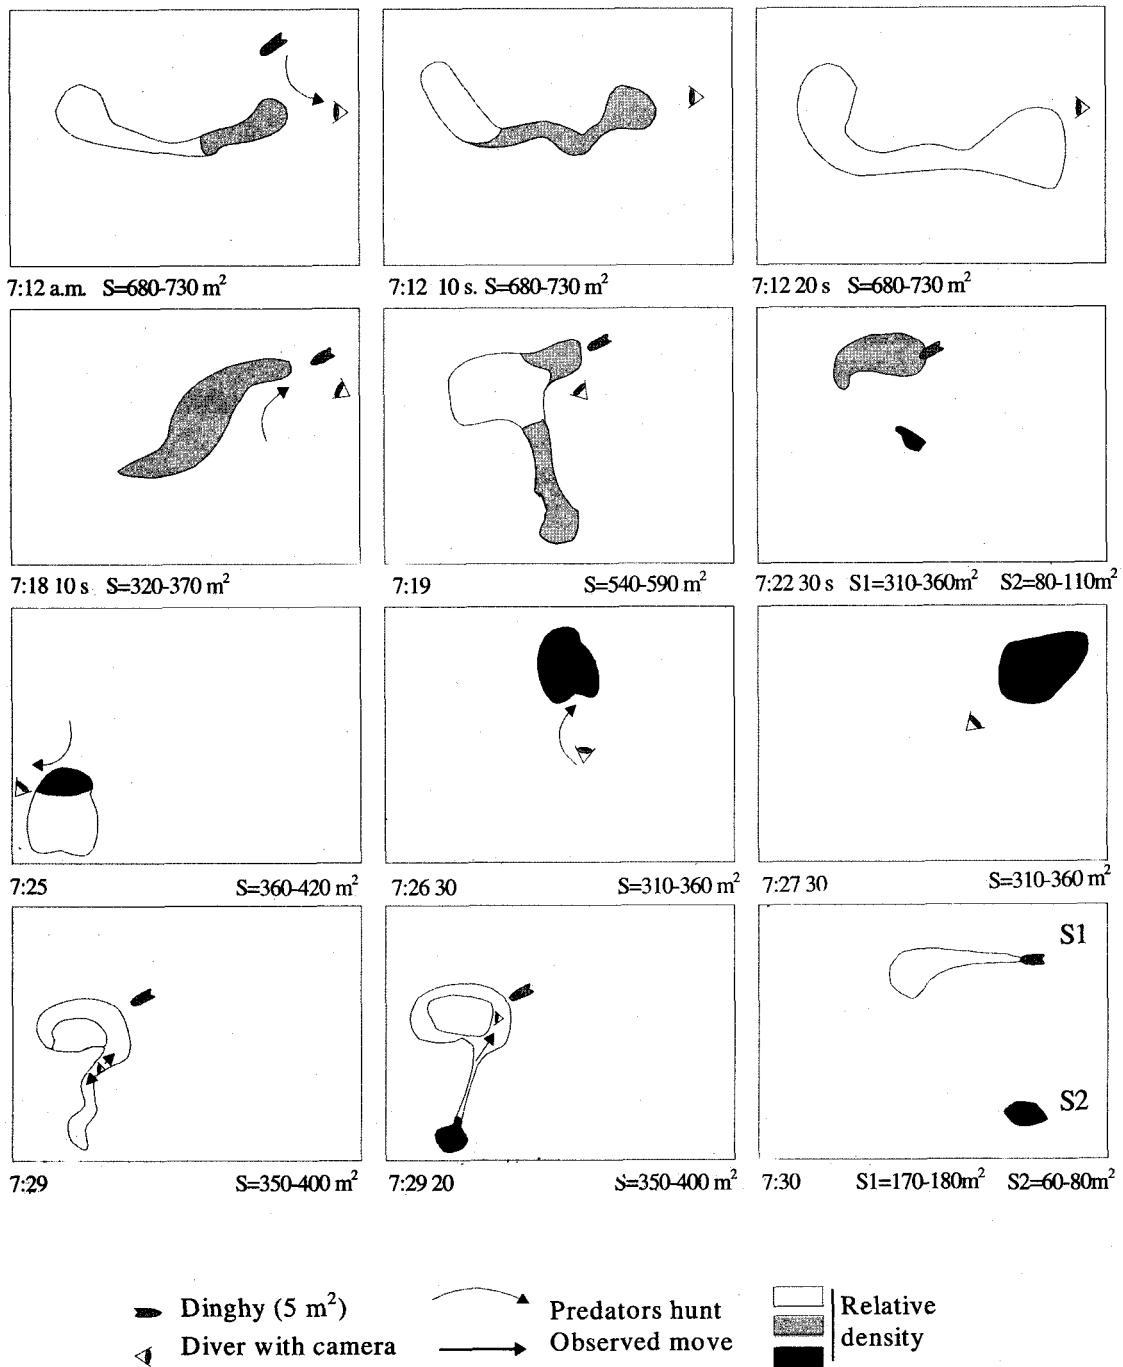 7:12 a.m. S=680-730 m²
7:12 10 s. S=680-730 m²
7:12 20 s S=680-730 m²
7:18 10 s S=320-370 m²
7:19 S=540-590 m²
7:22 30 s S1=310-360m² S2=80-110m²
7:25 S=360-420 m²
7:26 30 S=310-360 m²
7:27 30 S=310-360 m²
S1
S2
7:29 S=350-400 m²
7:29 20 S=350-400 m²
7:30 S1=170-180m² S2=60-80m²
Dinghy (5 m²)
Diver with camera
Predators hunt
Observed move
Relative
density